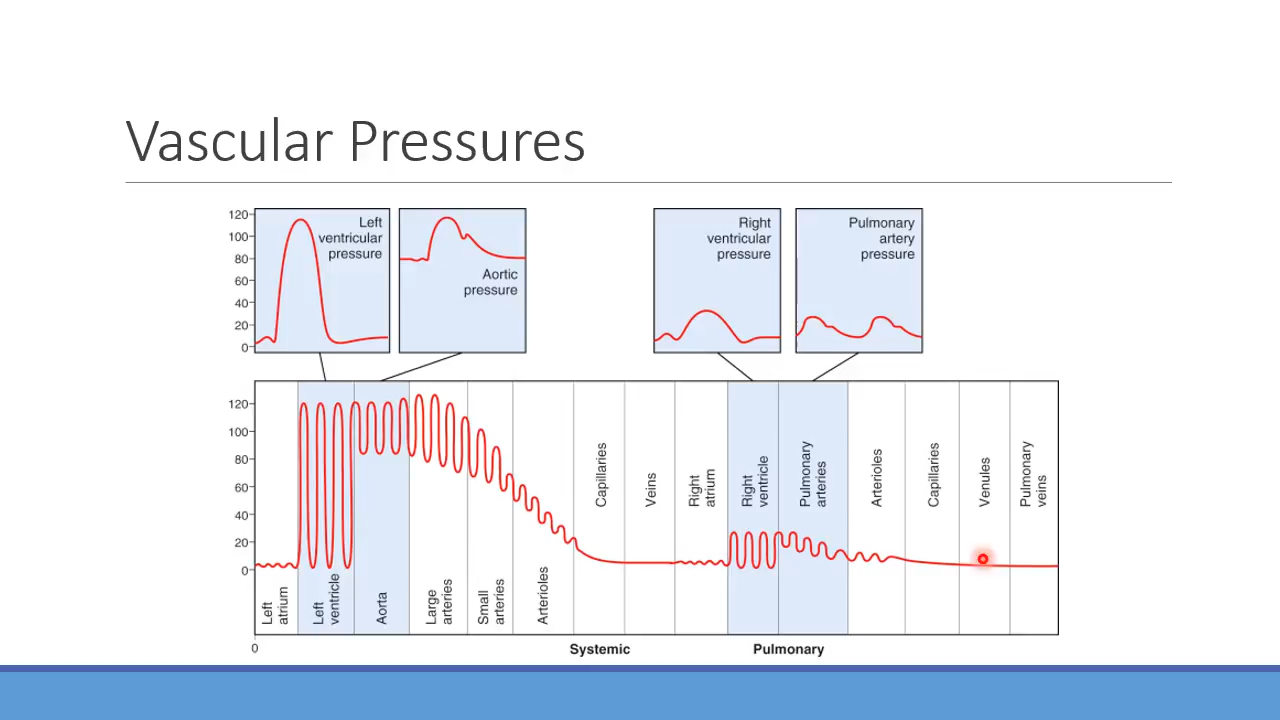 Vascular Pressures
120
100
80
60
40
20
0
Left
ventricular
pressure
Aortic
pressure
Right
ventricular
pressure
Pulmonary
artery
pressure
120
100
80
60
40
20
0
Left
atrium
Left
ventricle
Aorta
Large
arteries
Small
arteries
Arterioles
Capillaries
Veins
Right
atrium
Right
ventricle
Pulmonary
arteries
Arterioles
Capillaries
Venules
Pulmonary
veins
0
Systemic
Pulmonary